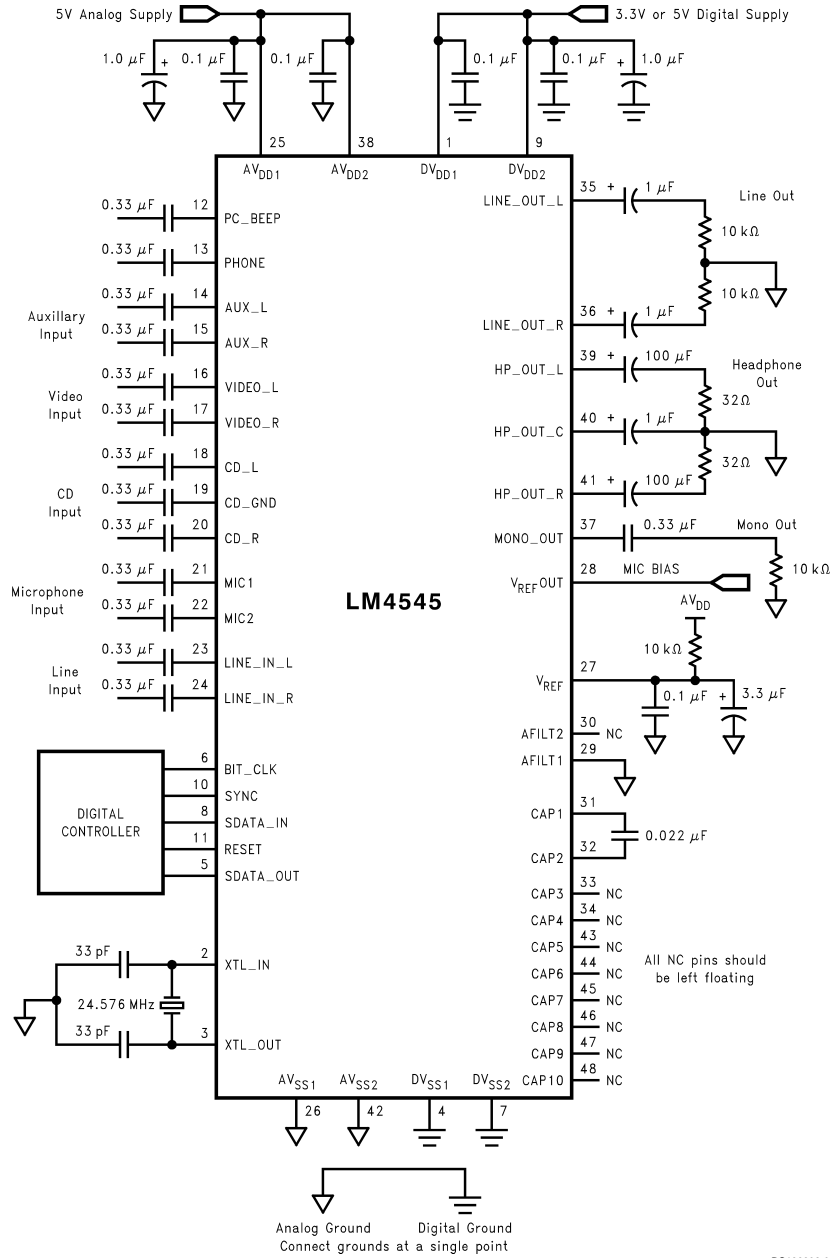 5V Analog Supply
3.3V or 5V Digital Supply
1.0 μF +
0.1 μF
0.1 μF
0.1 μF
0.1 μF
+ 1.0 μF
25
38
1
9
AVDD1
AVDD2
DVDD1
DVDD2
0.33 μF 12 PC_BEEP
0.33 μF 13 PHONE
Auxillary
Input
0.33 μF 14 AUX_L
0.33 μF 15 AUX_R
Video
Input
0.33 μF 16 VIDEO_L
0.33 μF 17 VIDEO_R
CD
Input
0.33 μF 18 CD_L
0.33 μF 19 CD_GND
0.33 μF 20 CD_R
Microphone
Input
0.33 μF 21 MIC1
0.33 μF 22 MIC2
Line
Input
0.33 μF 23 LINE_IN_L
0.33 μF 24 LINE_IN_R
DIGITAL
CONTROLLER
6 BIT_CLK
10 SYNC
8 SDATA_IN
11 RESET
5 SDATA_OUT
33 pF 2 XTL_IN
24.576 MHz
33 pF 3 XTL_OUT
LM4545
LINE_OUT_L 35 + 1 μF
Line Out
10 kΩ
10 kΩ
LINE_OUT_R 36 + 1 μF
HP_OUT_L 39 + 100 μF
Headphone
Out
32Ω
HP_OUT_C 40 + 1 μF
32Ω
HP_OUT_R 41 + 100 μF
MONO_OUT 37 0.33 μF Mono Out
10 kΩ
VREFOUT 28 MIC BIAS
AVDD
10 kΩ
VREF 27
0.1 μF + 3.3 μF
AFILT2 30 NC
AFILT1 29
CAP1 31
0.022 μF
CAP2 32
CAP3 33 NC
CAP4 34 NC
CAP5 43 NC
CAP6 44 NC
CAP7 45 NC
CAP8 46 NC
CAP9 47 NC
CAP10 48 NC
All NC pins should
be left floating
AVSS1
AVSS2
DVSS1
DVSS2
26
42
4
7
Analog Ground
Digital Ground
Connect grounds at a single point